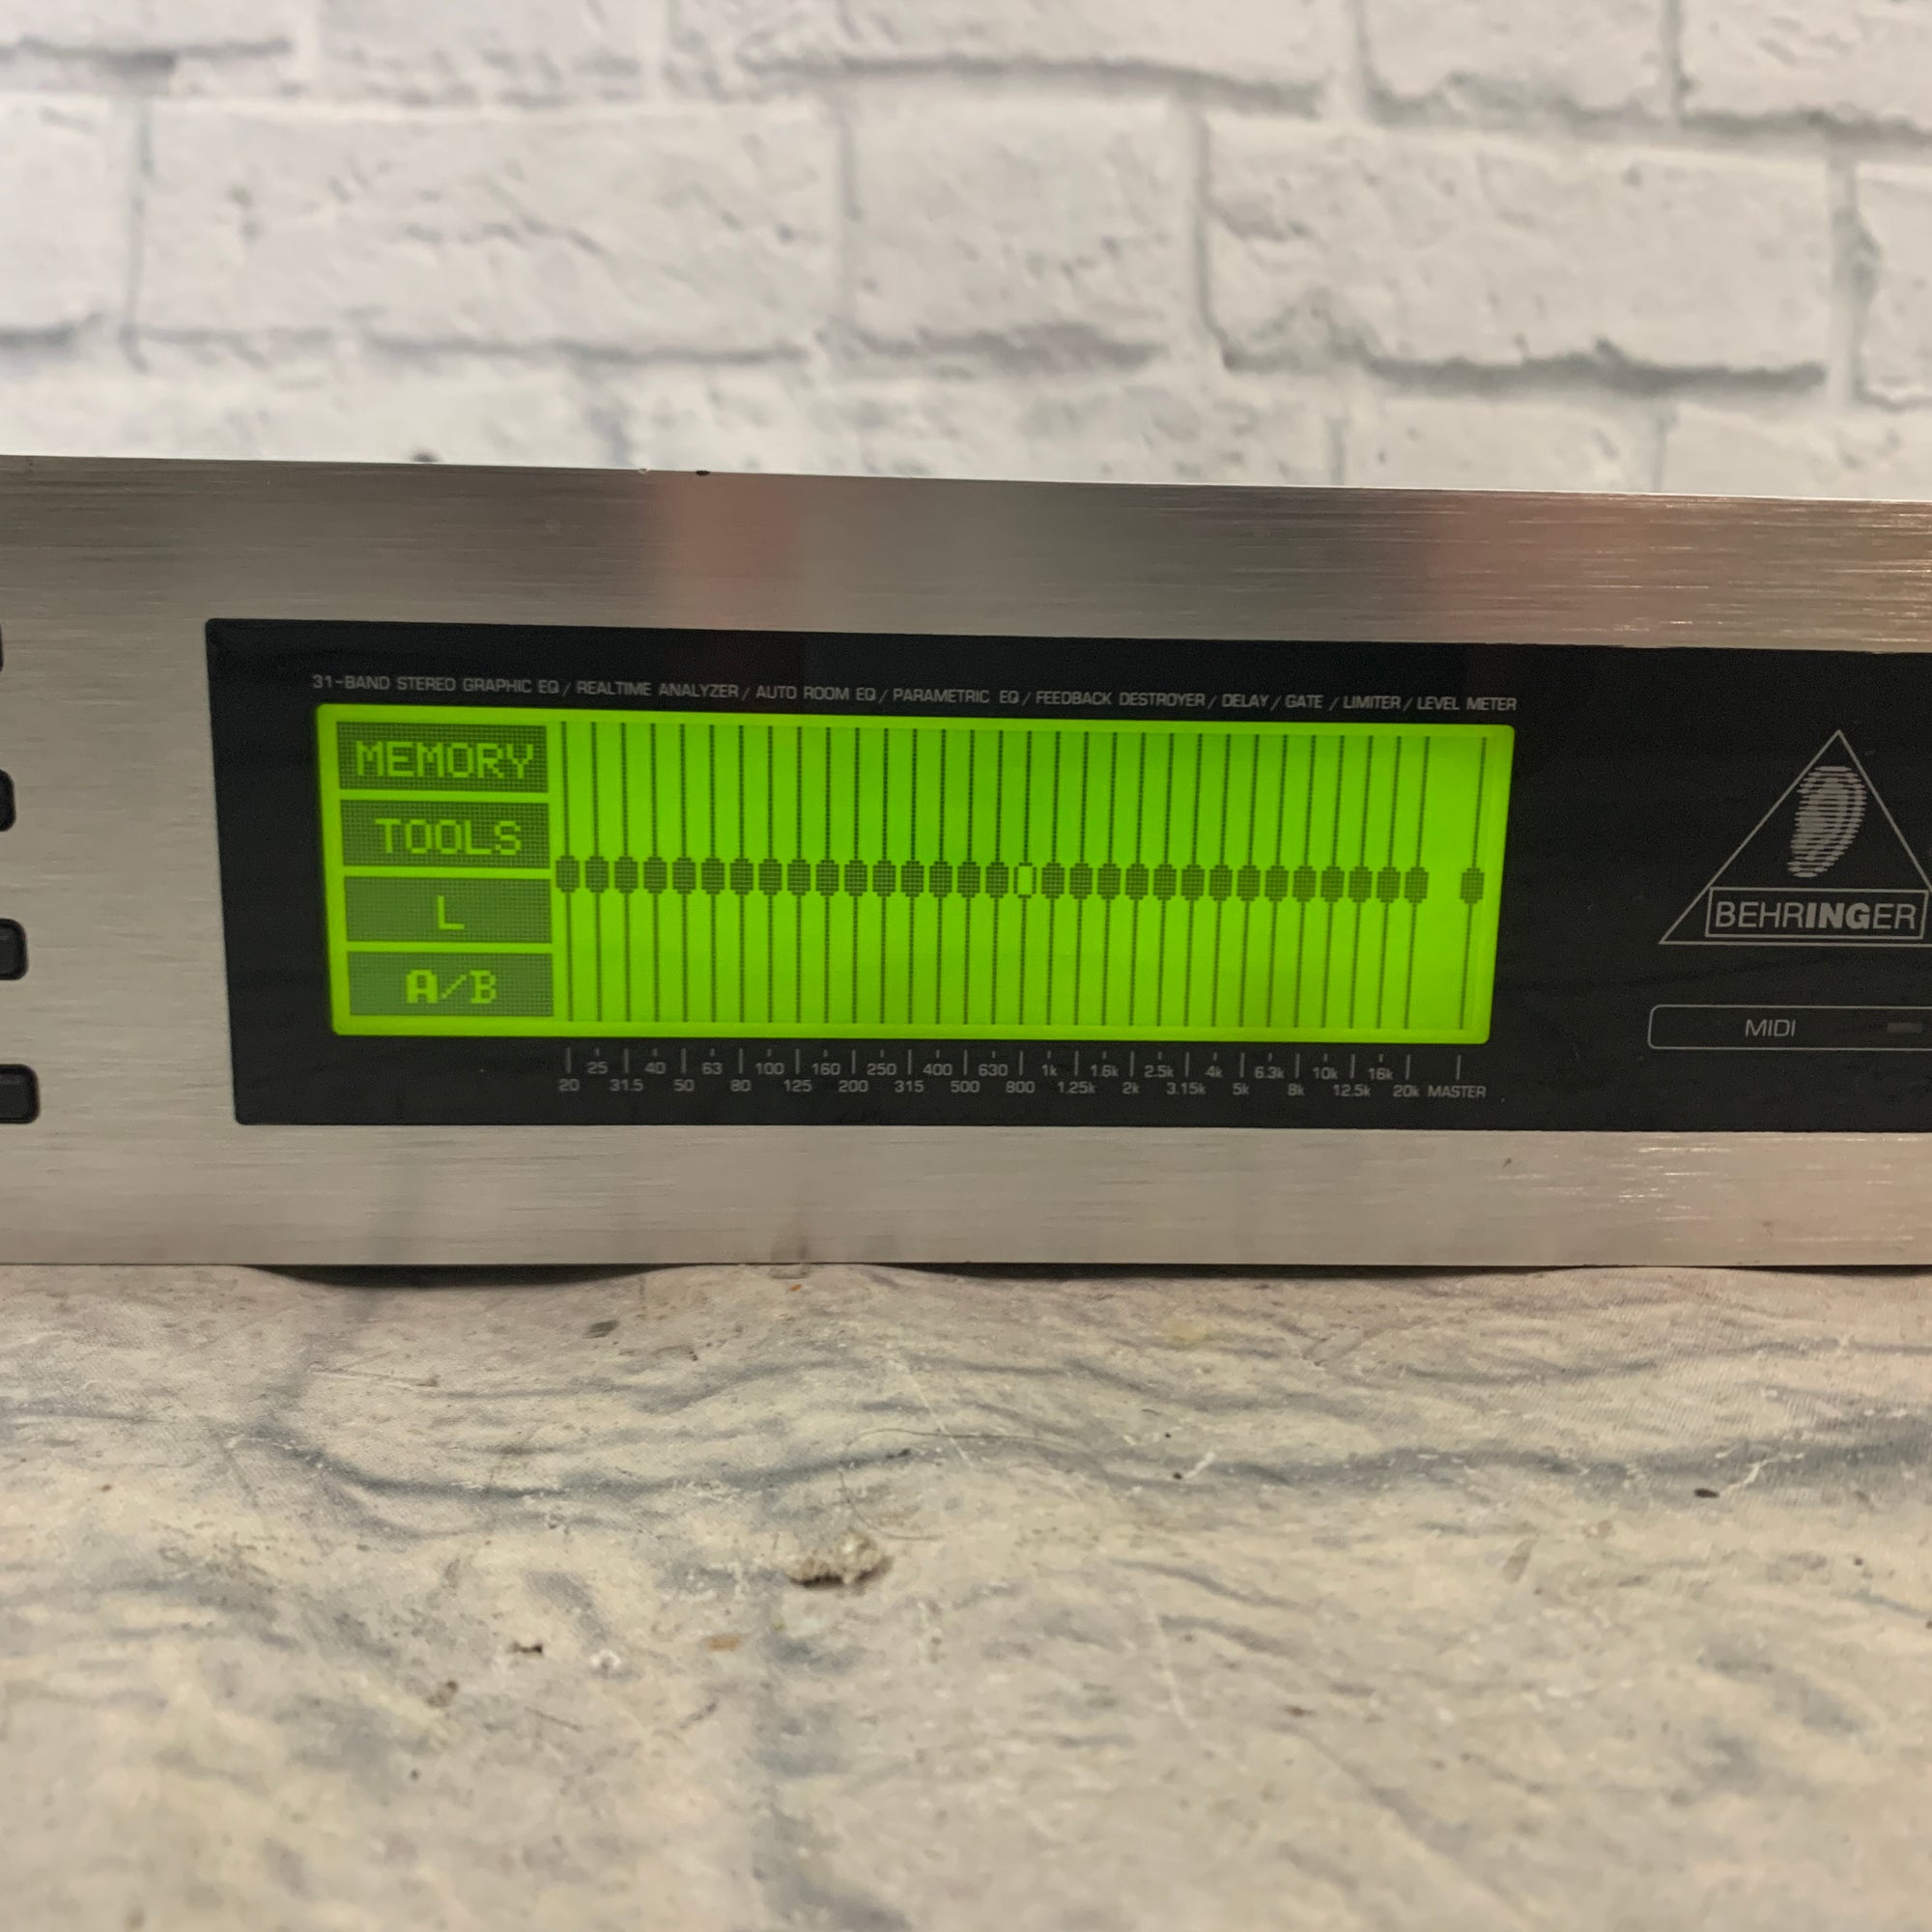 31-BAND STEREO GRAPHIC EQ / REALTIME ANALYZER / AUTO ROOM EQ / PARAMETRIC EQ / FEEDBACK DESTROYER / DELAY / GATE / LIMITER / LEVEL METER
MEMORY
TOOLS
L
A/B
25 40 63 100 160 250 400 630 1k 1.6k 2.5k 4k 6.3k 10k 16k
20 31.5 50 80 125 200 315 500 800 1.25k 2k 3.15k 5k 8k 12.5k 20k MASTER
BEHRINGER
MIDI